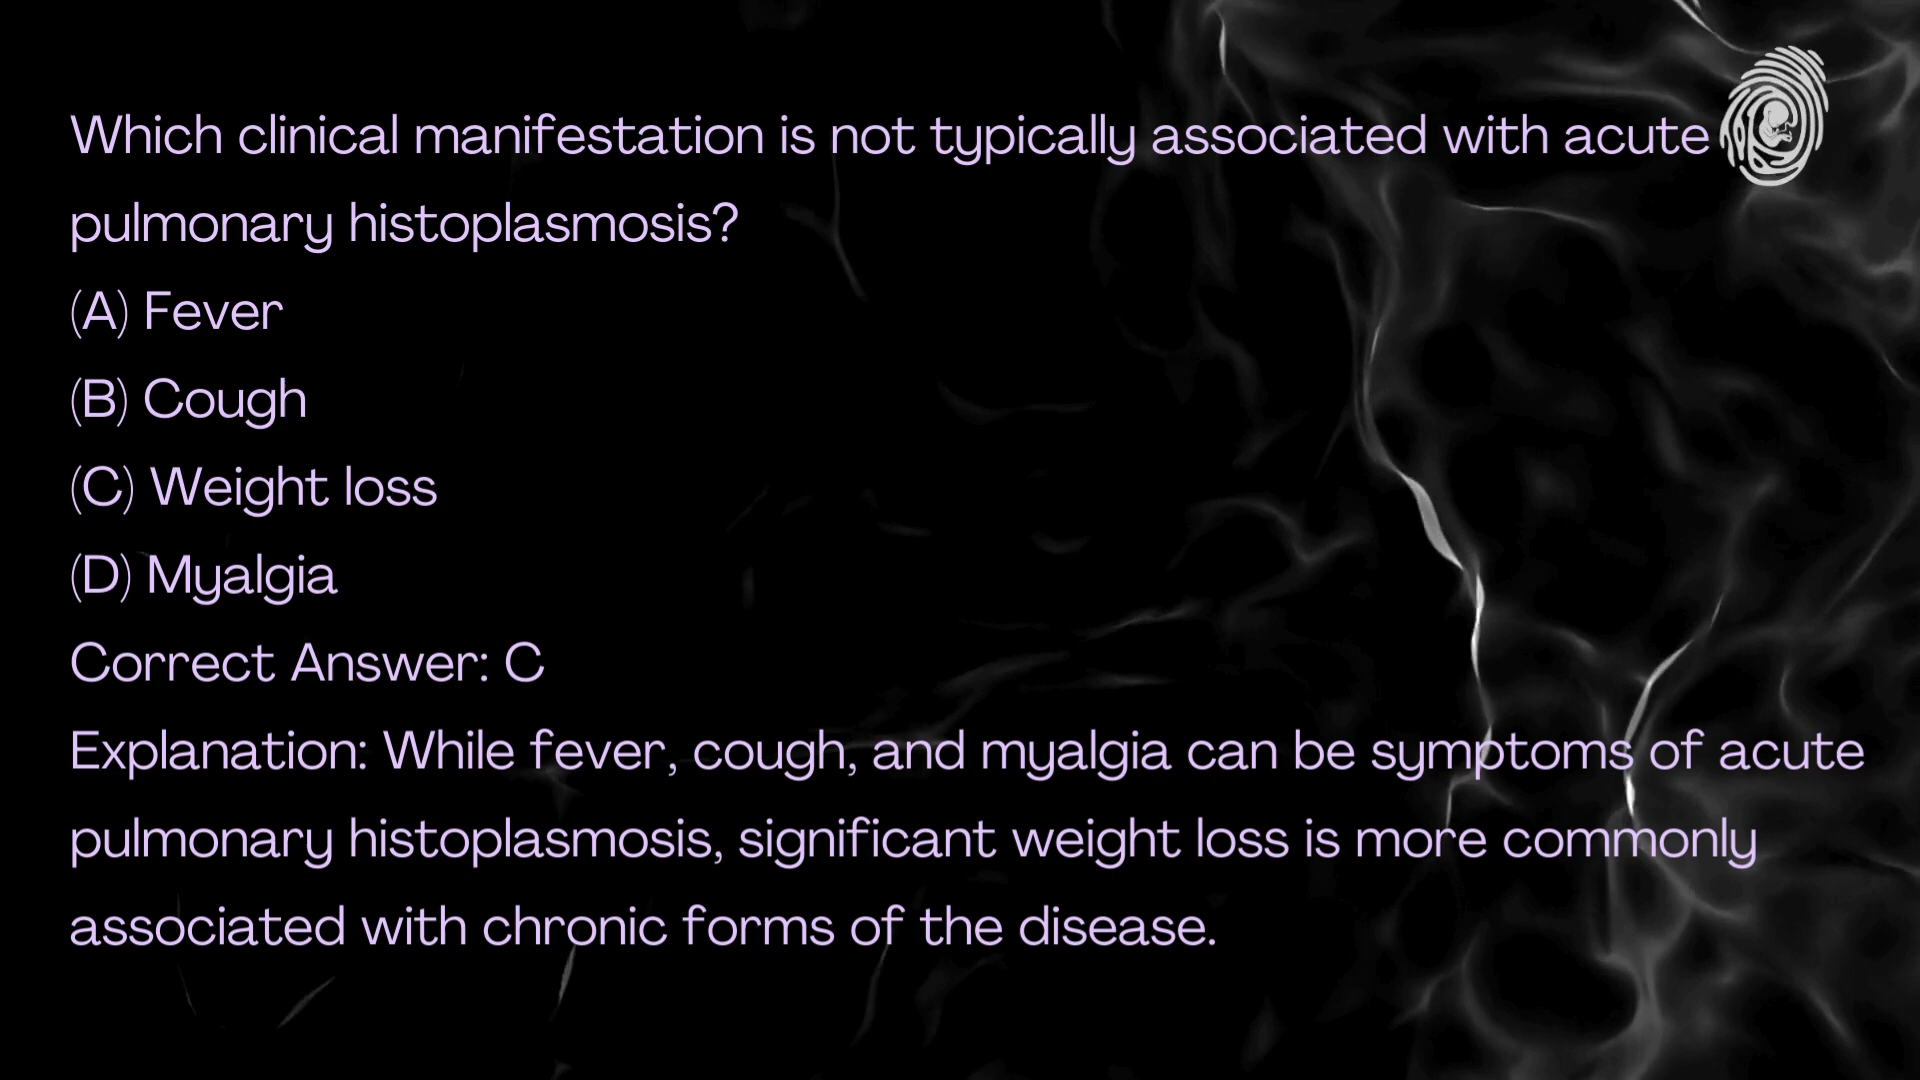 Which clinical manifestation is not typically associated with acute
pulmonary histoplasmosis?
(A) Fever
(B) Cough
(C) Weight loss
(D) Myalgia
Correct Answer: C
Explanation: While fever, cough, and myalgia can be symptoms of acute
pulmonary histoplasmosis, significant weight loss is more commonly
associated with chronic forms of the disease.